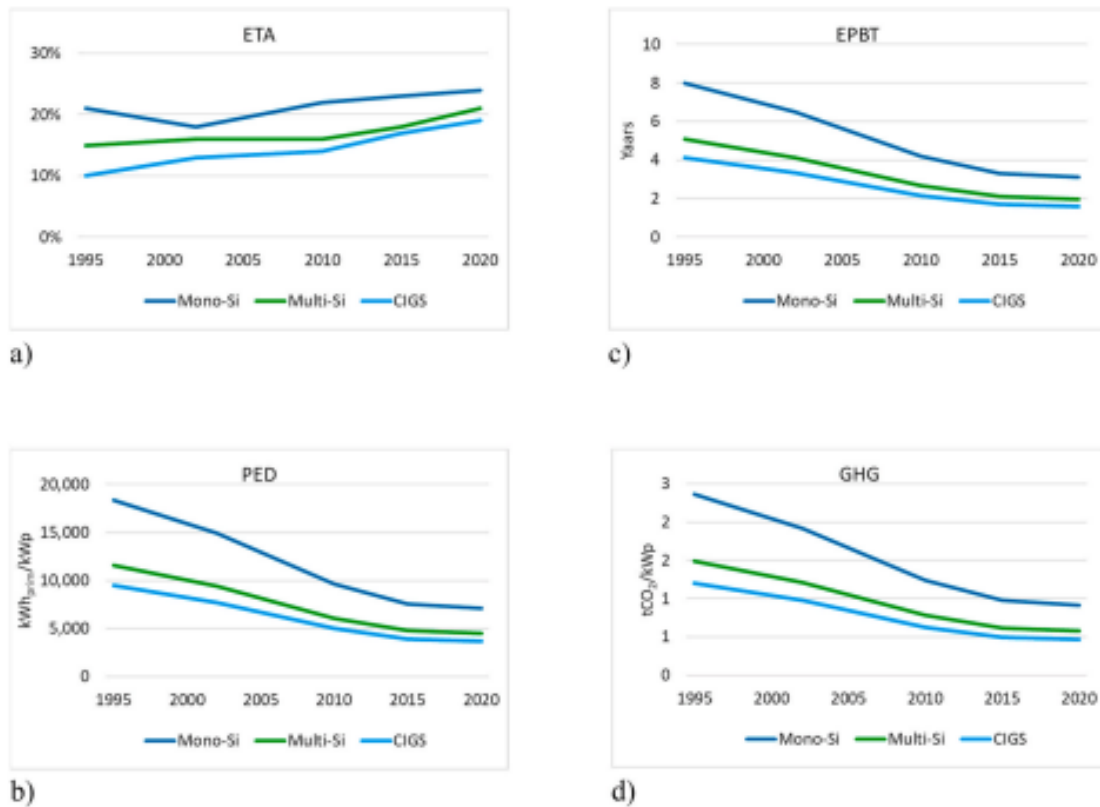 ETA
30%
20%
10%
0%
1995 2000 2005 2010 2015 2020
Mono-Si Multi-Si CIGS
a)
EPBT
10
8
6
4
2
0
Yaars
1995 2000 2005 2010 2015 2020
Mono-Si Multi-Si CIGS
c)
PED
20,000
15,000
10,000
5,000
0
kWhprim/kWp
1995 2000 2005 2010 2015 2020
Mono-Si Multi-Si CIGS
b)
GHG
3
2
2
1
1
0
tCO2/kWp
1995 2000 2005 2010 2015 2020
Mono-Si Multi-Si CIGS
d)